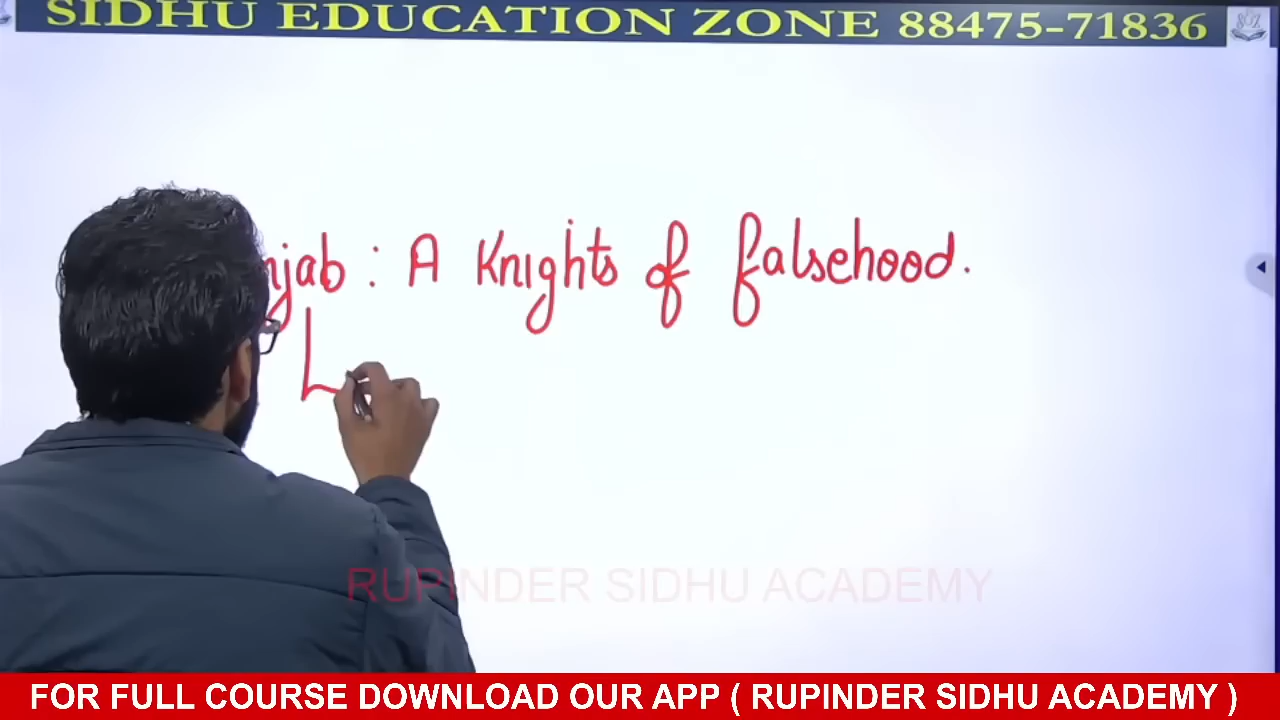 SIDHU EDUCATION ZONE 88475-71836
njab : A Knights of falsehood.
RUPINDER SIDHU ACADEMY
FOR FULL COURSE DOWNLOAD OUR APP ( RUPINDER SIDHU ACADEMY )